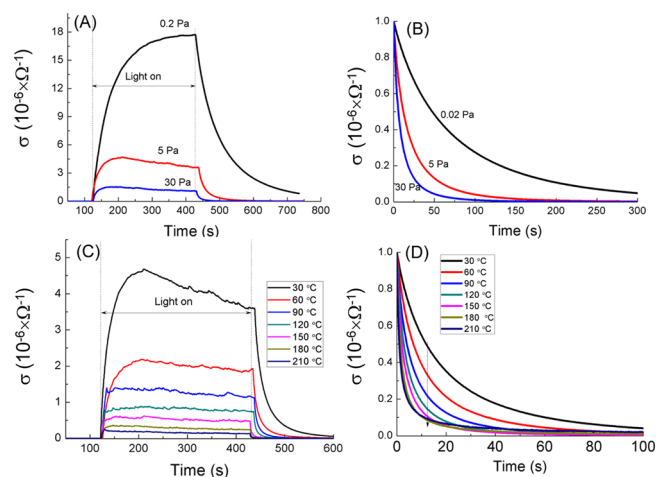 (A)
σ (10⁻⁶×Ω⁻¹)
18
15
12
9
6
3
0
0.2 Pa
Light on
5 Pa
30 Pa
100 200 300 400 500 600 700 800
Time (s)
(B)
σ (10⁻⁶×Ω⁻¹)
1.0
0.8
0.6
0.4
0.2
0.0
0.02 Pa
5 Pa
30 Pa
0 50 100 150 200 250 300
Time (s)
(C)
σ (10⁻⁶×Ω⁻¹)
5
4
3
2
1
0
Light on
30 °C
60 °C
90 °C
120 °C
150 °C
180 °C
210 °C
100 200 300 400 500 600
Time (s)
(D)
σ (10⁻⁶×Ω⁻¹)
1.0
0.8
0.6
0.4
0.2
0.0
30 °C
60 °C
90 °C
120 °C
150 °C
180 °C
210 °C
0 20 40 60 80 100
Time (s)